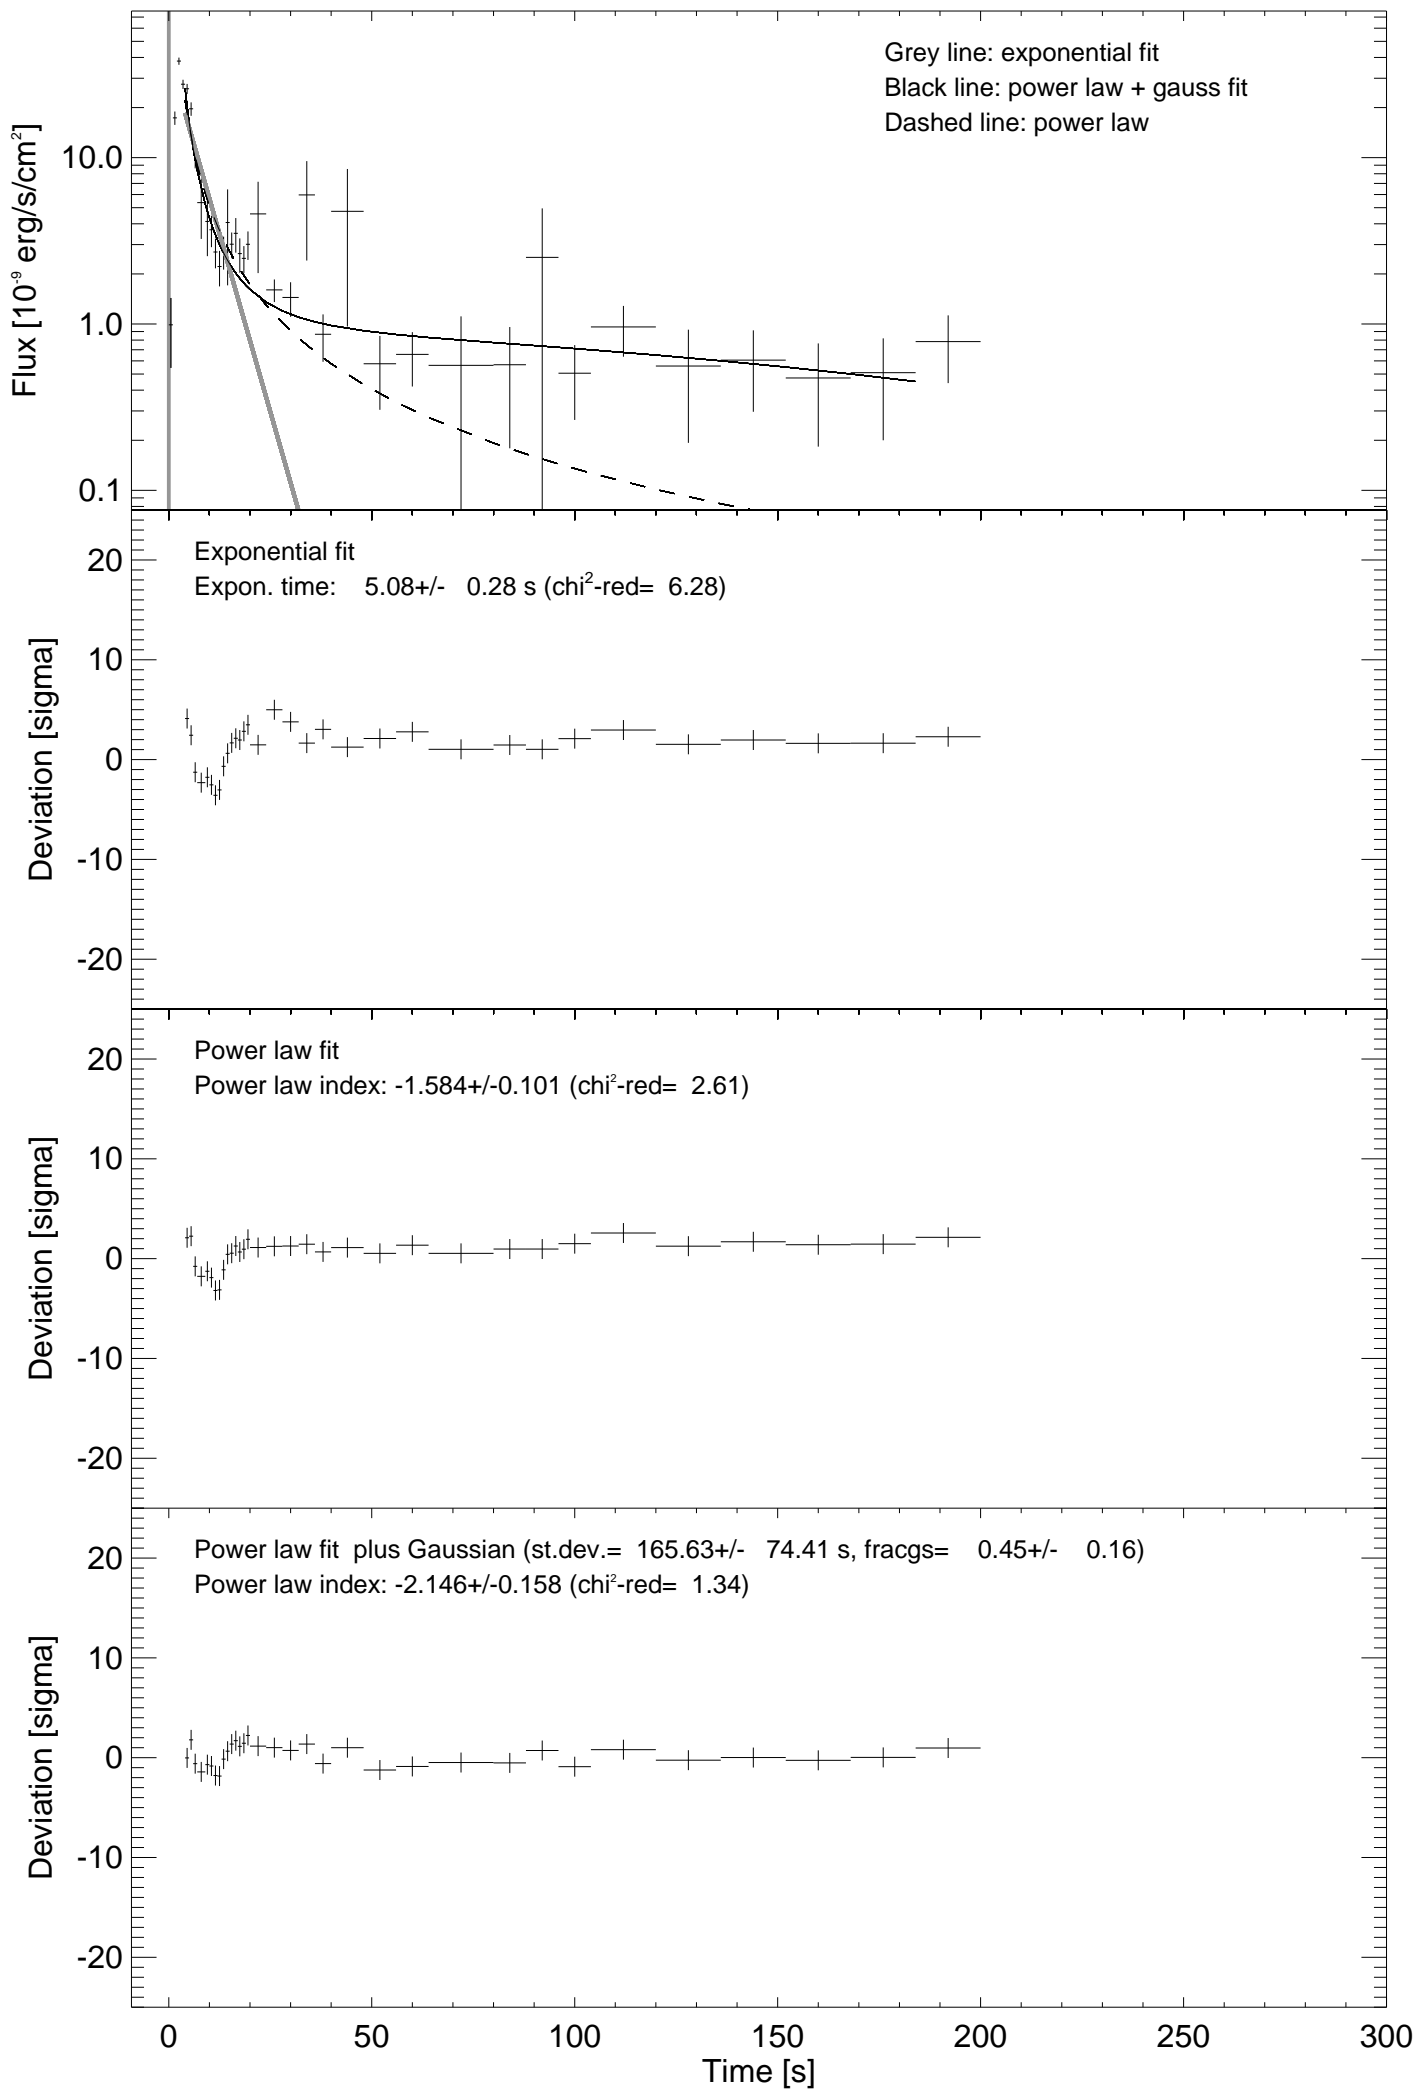 Grey line: exponential fit
Black line: power law + gauss fit
Dashed line: power law
Flux [10⁻⁹ erg/s/cm²]
10.0
1.0
0.1
Exponential fit
Expon. time: 5.08+/- 0.28 s (chi²-red= 6.28)
Deviation [sigma]
20
10
0
-10
-20
Power law fit
Power law index: -1.584+/-0.101 (chi²-red= 2.61)
Deviation [sigma]
20
10
0
-10
-20
Power law fit plus Gaussian (st.dev.= 165.63+/- 74.41 s, fracgs= 0.45+/- 0.16)
Power law index: -2.146+/-0.158 (chi²-red= 1.34)
Deviation [sigma]
20
10
0
-10
-20
0 50 100 150 200 250 300
Time [s]